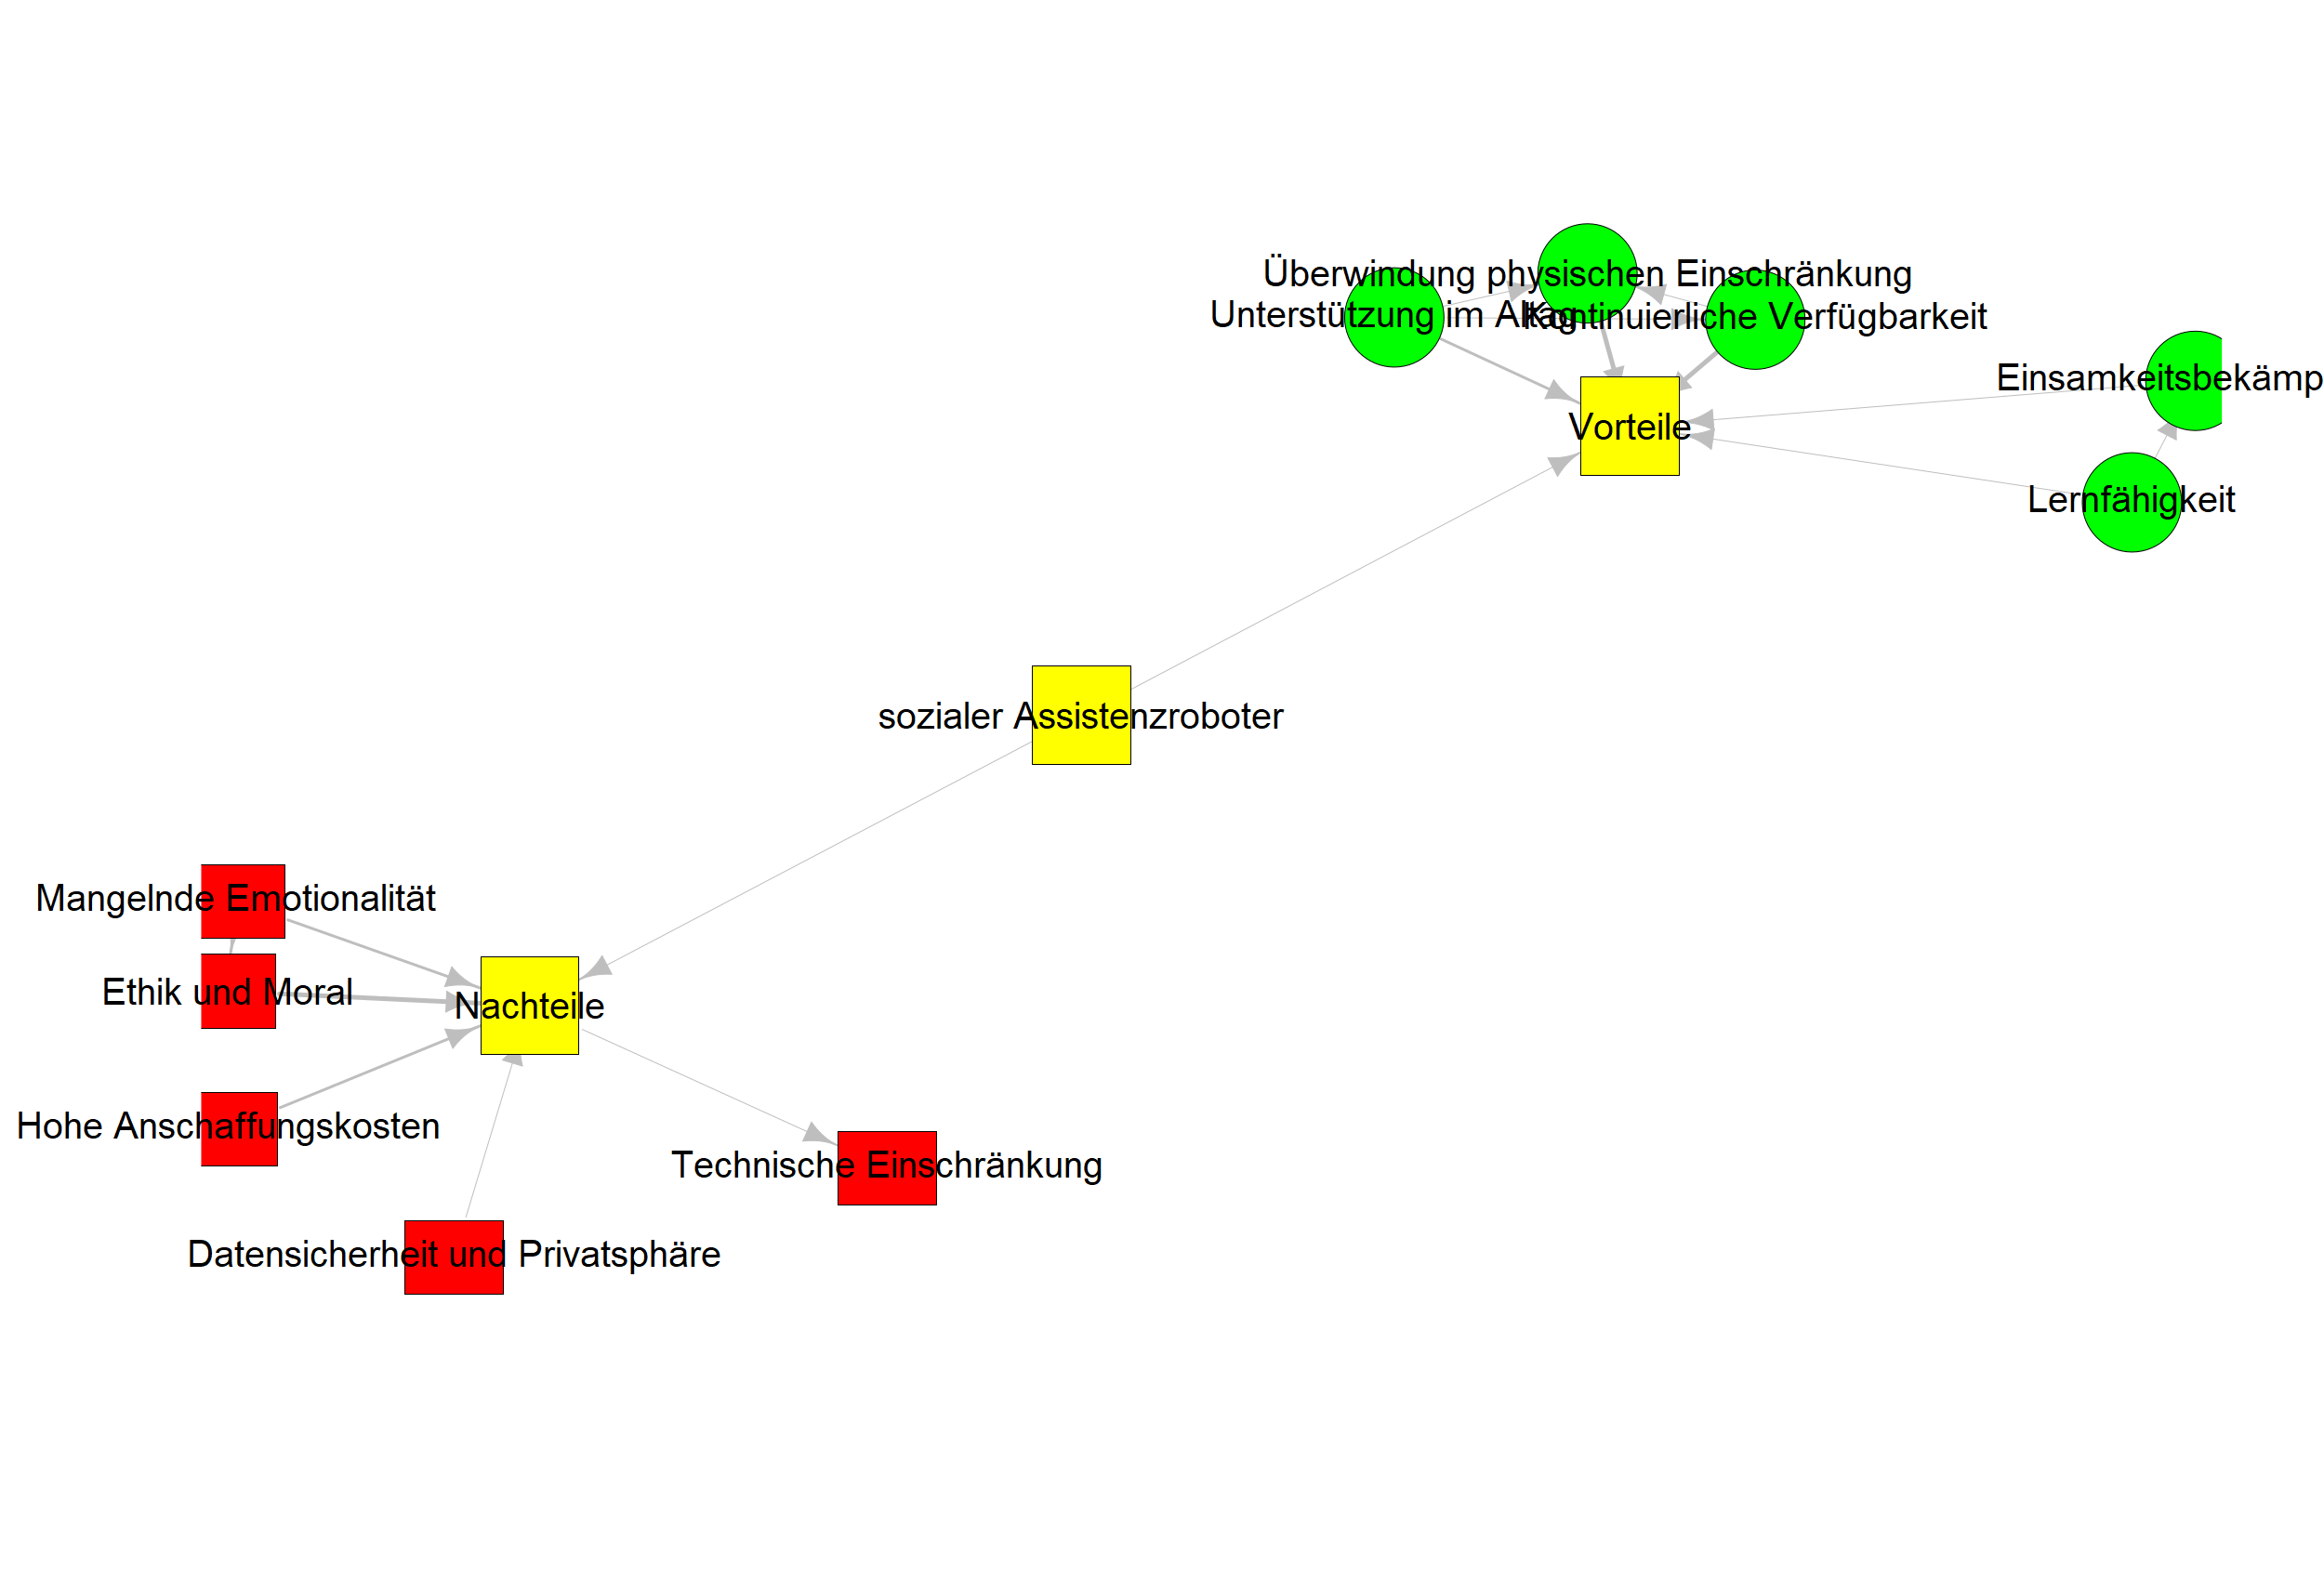 Überwindung physischen Einschränkung
Unterstützung im Alltag
Kontinuierliche Verfügbarkeit
Einsamkeitsbekämp
Vorteile
Lernfähigkeit
sozialer Assistenzroboter
Mangelnde Emotionalität
Ethik und Moral
Nachteile
Hohe Anschaffungskosten
Technische Einschränkung
Datensicherheit und Privatsphäre